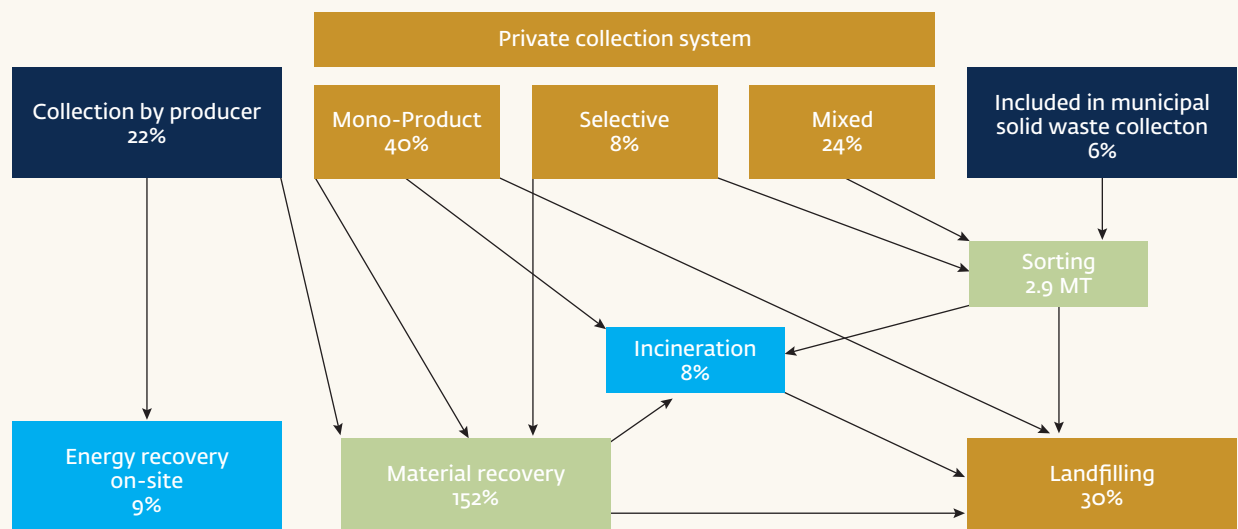 Private collection system
Collection by producer
22%
Mono-Product
40%
Selective
8%
Mixed
24%
Included in municipal
solid waste collecton
6%
Sorting
2.9 MT
Incineration
8%
Energy recovery
on-site
9%
Material recovery
152%
Landfilling
30%